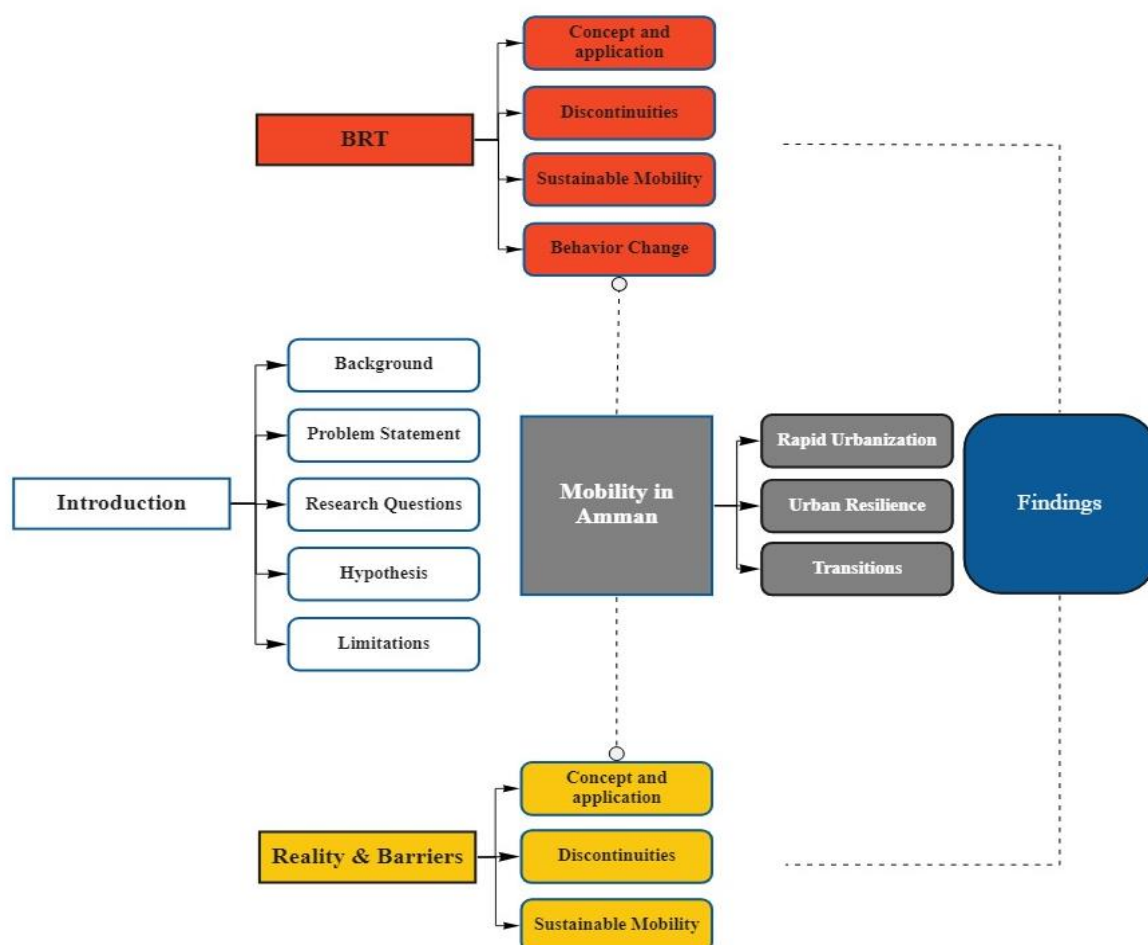 Concept and
application
BRT
Discontinuities
Sustainable Mobility
Behavior Change
Background
Problem Statement
Introduction
Research Questions
Hypothesis
Limitations
Mobility in
Amman
Rapid Urbanization
Urban Resilience
Transitions
Findings
Concept and
application
Reality & Barriers
Discontinuities
Sustainable Mobility